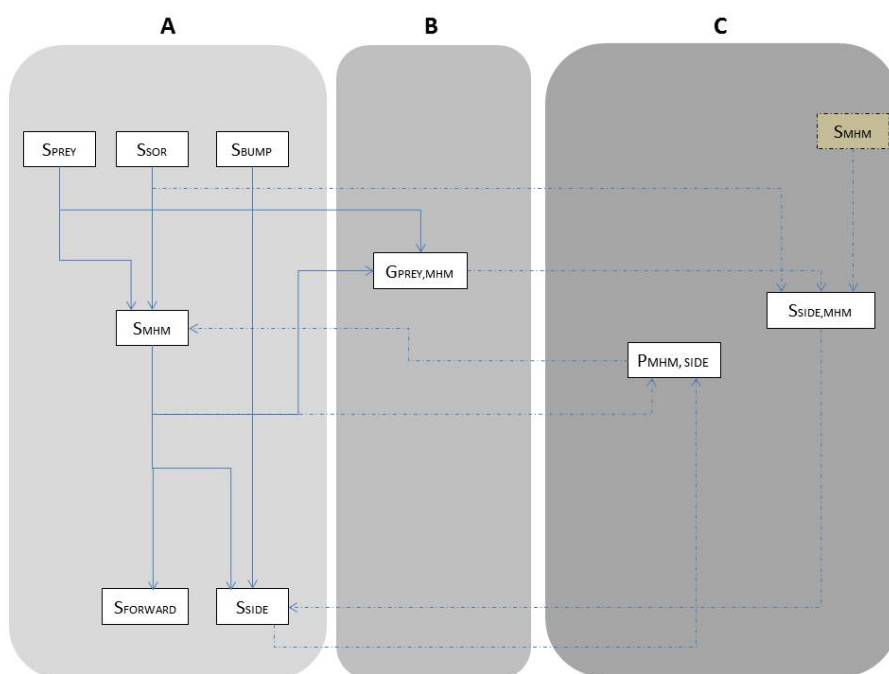 A B C
SPREY SSOR SBUMP SMHM
GPREY,MHM
SSIDE,MHM
SMHM
PMHM, SIDE
SFORWARD SSIDE